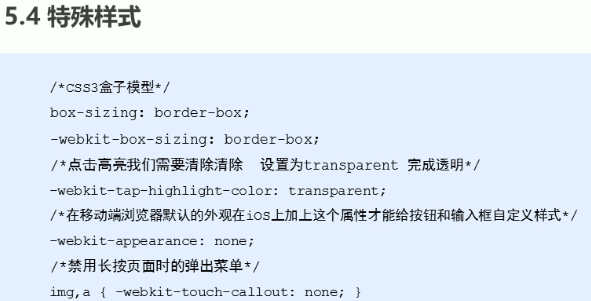 5.4 特殊样式
/*CSS3盒子模型*/
box-sizing: border-box;
-webkit-box-sizing: border-box;
/*点击高亮我们需要清除清除 设置为transparent 完成透明*/
-webkit-tap-highlight-color: transparent;
/*在移动端浏览器默认的外观在iOS上加上这个属性才能给按钮和输入框自定义样式*/
-webkit-appearance: none;
/*禁用长按页面时的弹出菜单*/
img,a { -webkit-touch-callout: none; }